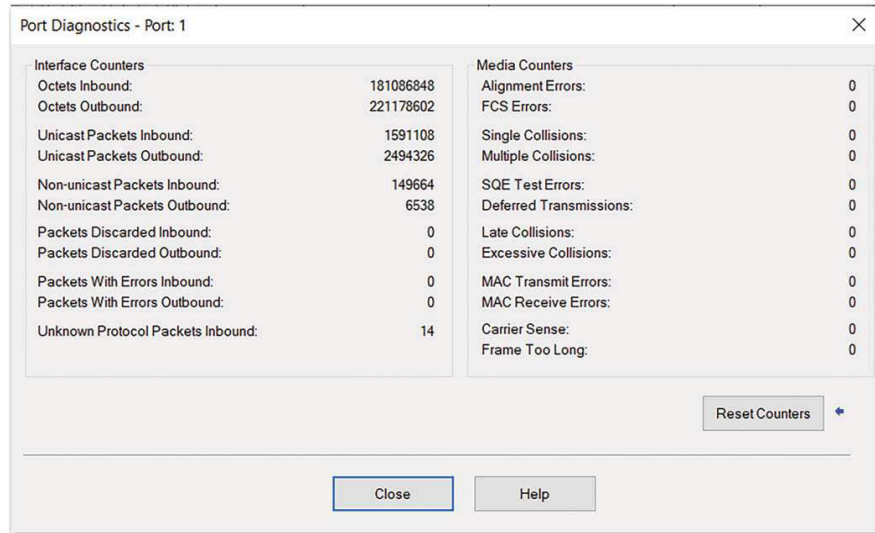 Port Diagnostics - Port: 1
Interface Counters
Octets Inbound: 181086848
Octets Outbound: 221178602
Unicast Packets Inbound: 1591108
Unicast Packets Outbound: 2494326
Non-unicast Packets Inbound: 149664
Non-unicast Packets Outbound: 6538
Packets Discarded Inbound: 0
Packets Discarded Outbound: 0
Packets With Errors Inbound: 0
Packets With Errors Outbound: 0
Unknown Protocol Packets Inbound: 14
Media Counters
Alignment Errors: 0
FCS Errors: 0
Single Collisions: 0
Multiple Collisions: 0
SQE Test Errors: 0
Deferred Transmissions: 0
Late Collisions: 0
Excessive Collisions: 0
MAC Transmit Errors: 0
MAC Receive Errors: 0
Carrier Sense: 0
Frame Too Long: 0
Reset Counters
Close
Help